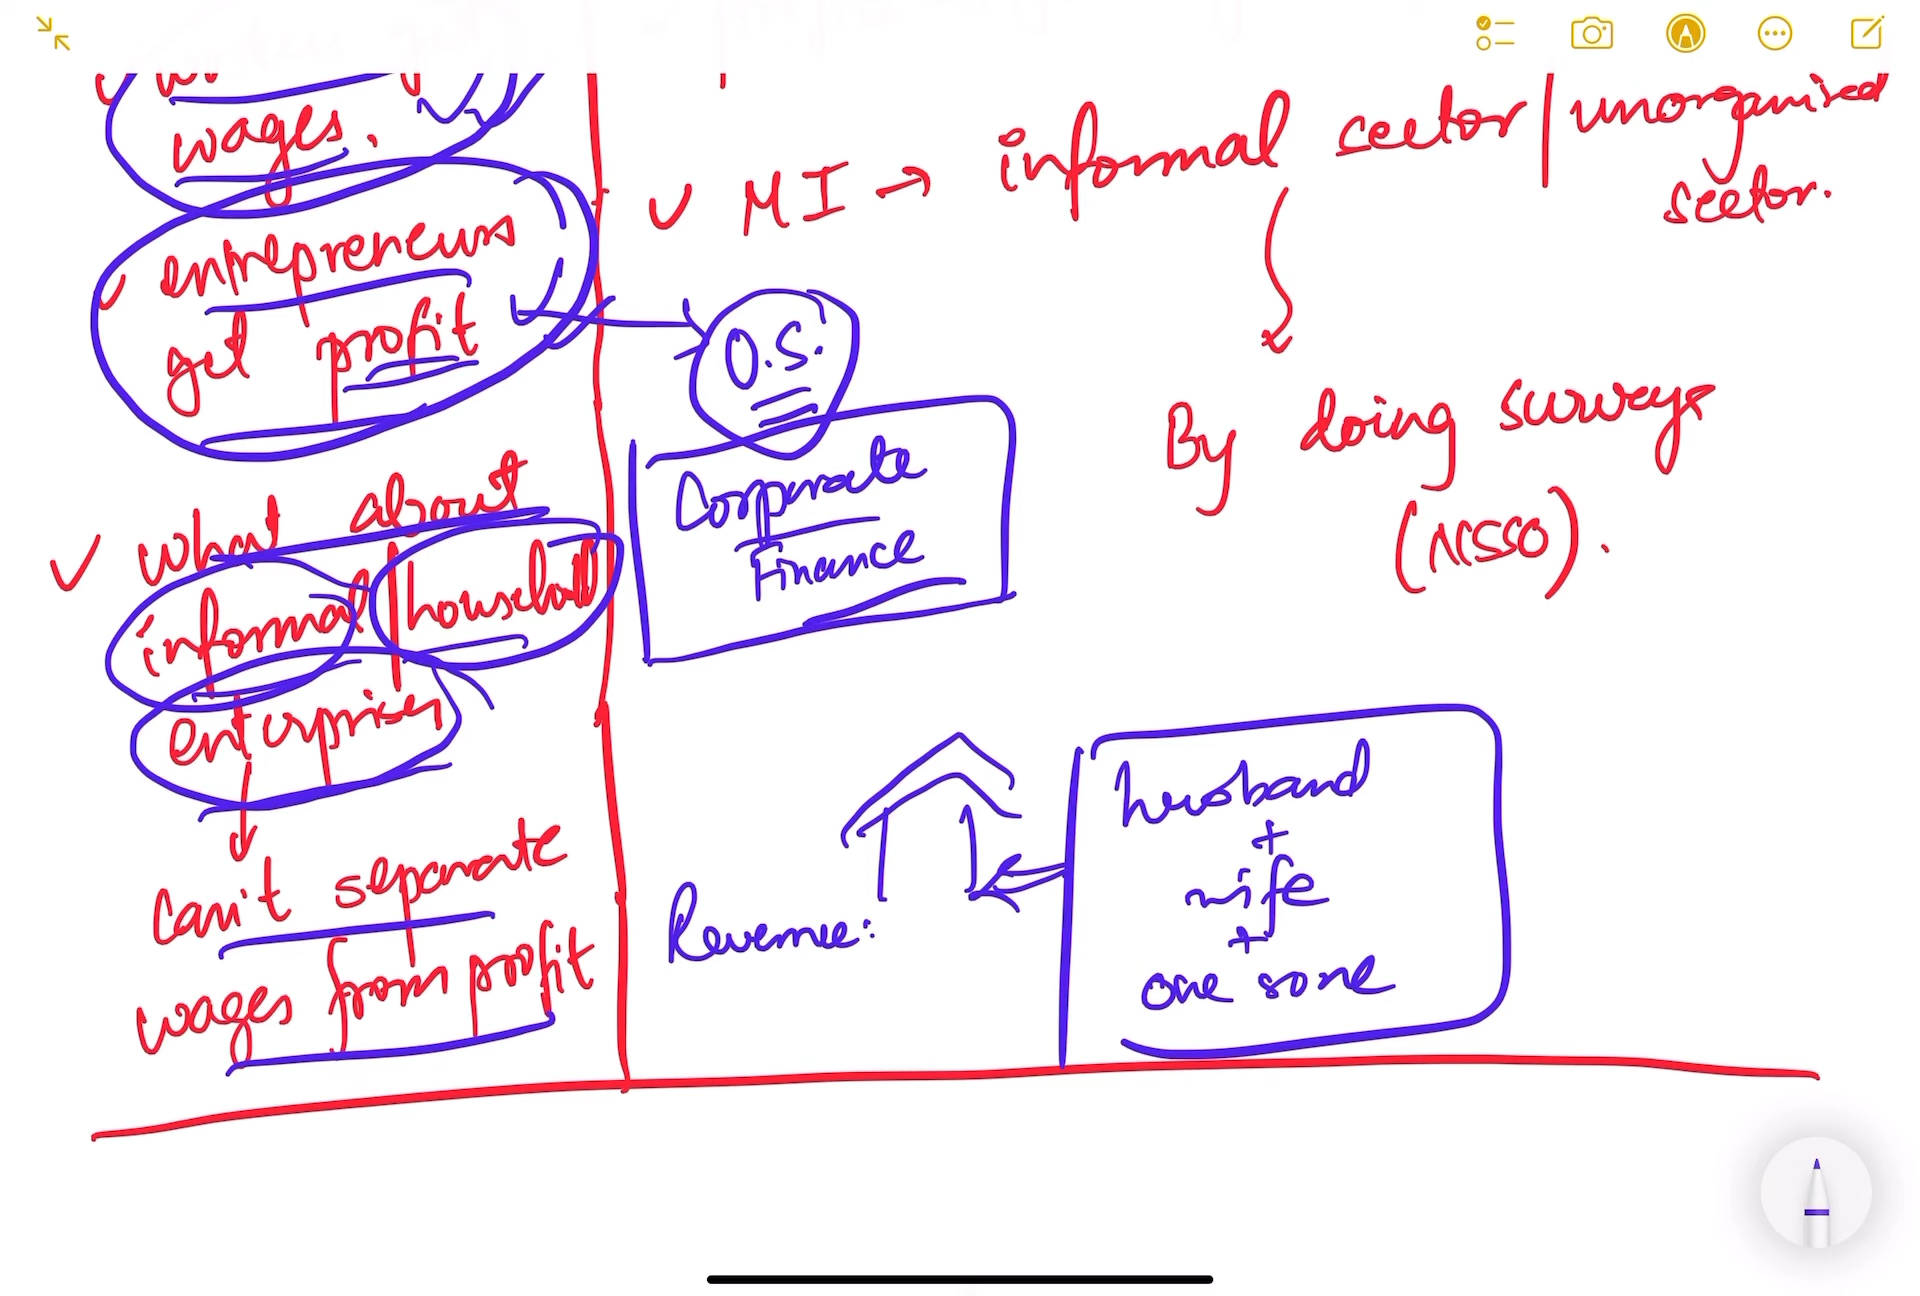 wages.
entrepreneurs
get profit
what about
informal/household
enterprises
can't separate
wages from profit
MI → informal sector/unorganised
sector.
By doing surveys
(NSSO).
O.S.
Corporate
Finance
Revenue:
husband
+
wife
+
one sone